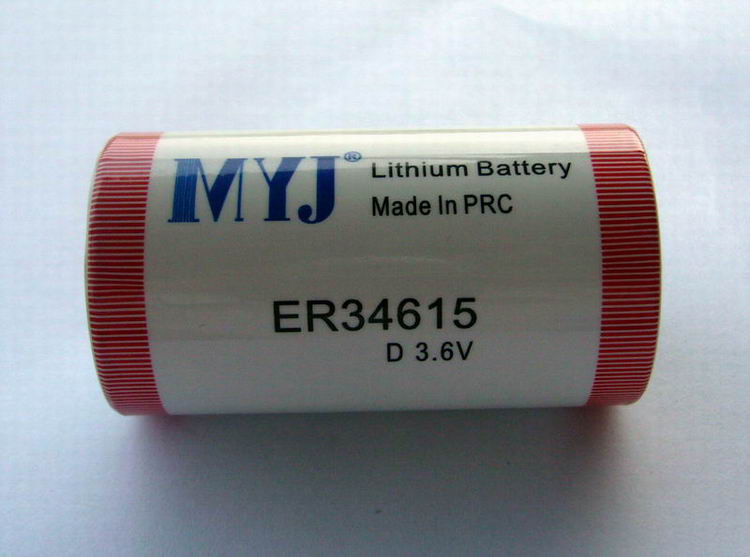 MYJ®
Lithium Battery
Made In PRC
ER34615
D 3.6V